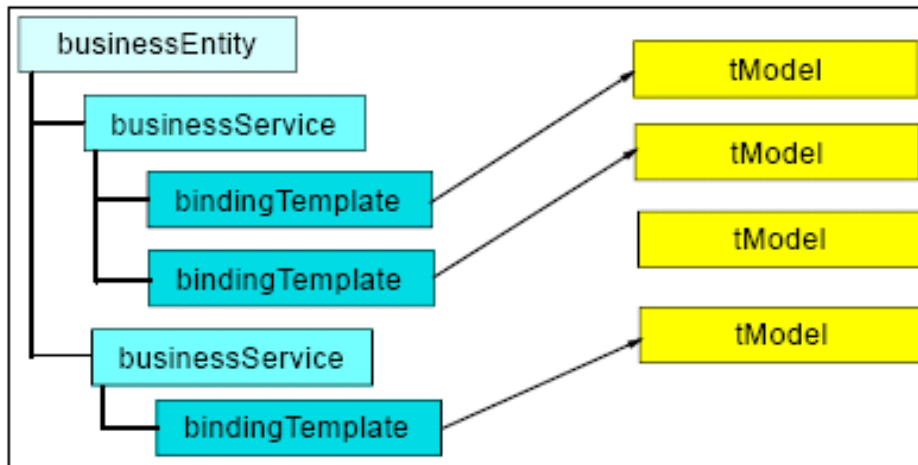 businessEntity
businessService
bindingTemplate
bindingTemplate
businessService
bindingTemplate
tModel
tModel
tModel
tModel